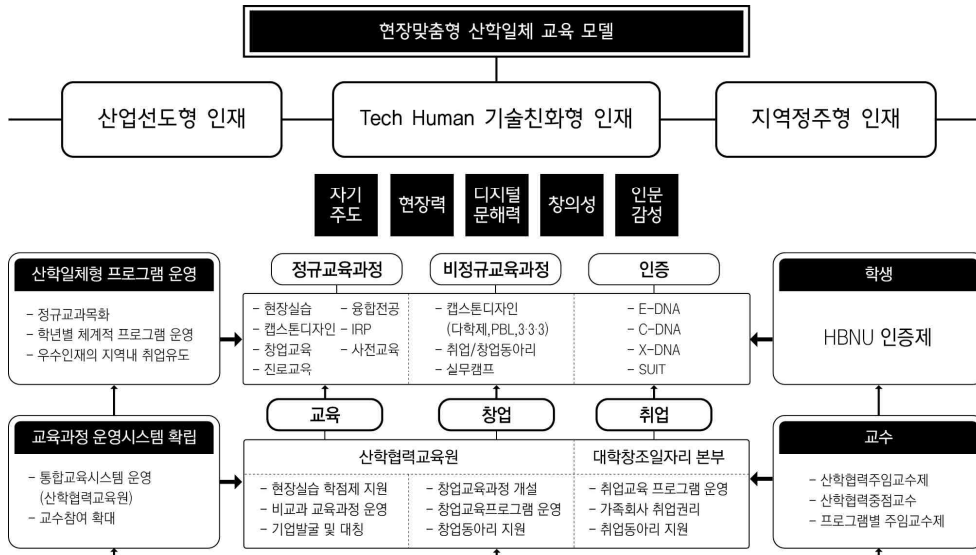 현장맞춤형 산학일체 교육 모델
산업선도형 인재
Tech Human 기술친화형 인재
지역정주형 인재
자기
주도
현장력
디지털
문해력
창의성
인문
감성
산학일체형 프로그램 운영
- 정규교과목화
- 학년별 체계적 프로그램 운영
- 우수인재의 지역내 취업유도
정규교육과정
- 현장실습
- 캡스톤디자인
- 창업교육
- 진로교육
- 융합전공
- IRP
- 사전교육
비정규교육과정
- 캡스톤디자인
(다학제,PBL,3·3·3)
- 취업/창업동아리
- 실무캠프
인증
- E-DNA
- C-DNA
- X-DNA
- SUIT
학생
HBNU 인증제
교육과정 운영시스템 확립
- 통합교육시스템 운영
(산학협력교육원)
- 교수참여 확대
교육
창업
취업
산학협력교육원
- 현장실습 학점제 지원
- 비교과 교육과정 운영
- 기업발굴 및 대칭
- 창업교육과정 개설
- 창업교육프로그램 운영
- 창업동아리 지원
대학창조일자리 본부
- 취업교육 프로그램 운영
- 가족회사 취업권리
- 취업동아리 지원
교수
- 산학협력주임교수제
- 산학협력중점교수
- 프로그램별 주임교수제